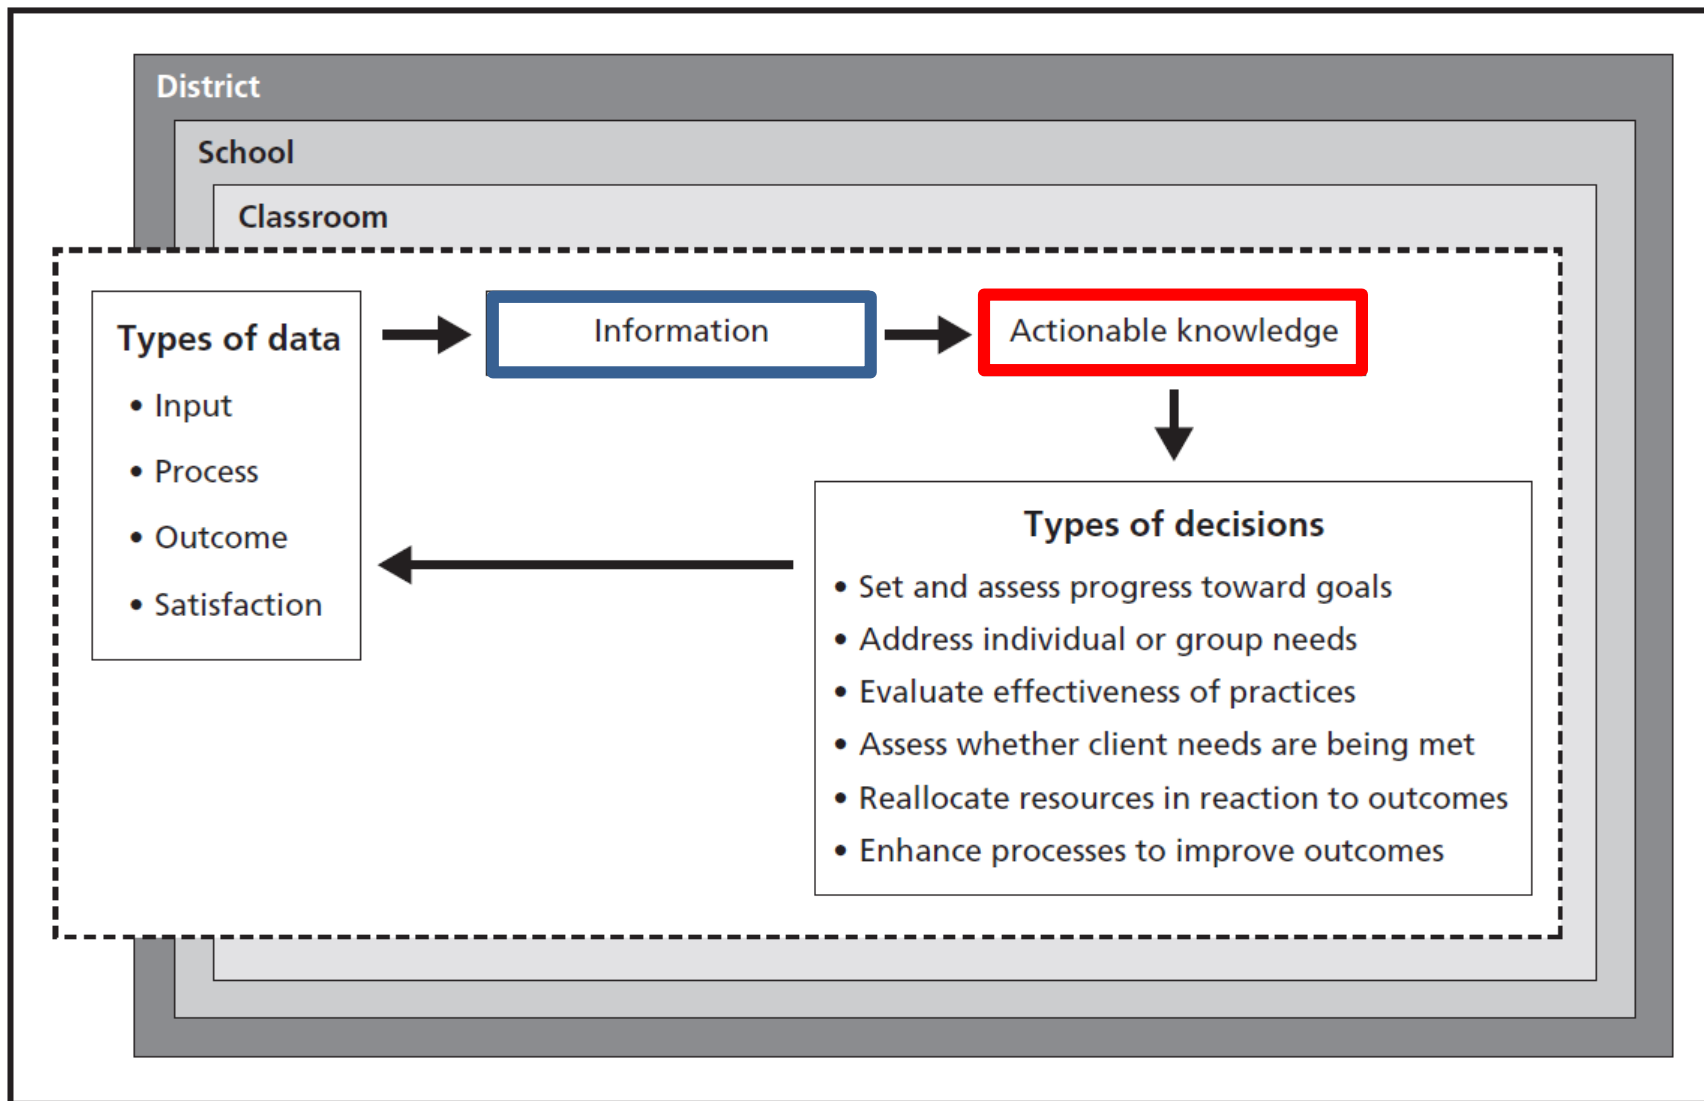 District
School
Classroom
Types of data
• Input
• Process
• Outcome
• Satisfaction
Information
Actionable knowledge
Types of decisions
• Set and assess progress toward goals
• Address individual or group needs
• Evaluate effectiveness of practices
• Assess whether client needs are being met
• Reallocate resources in reaction to outcomes
• Enhance processes to improve outcomes